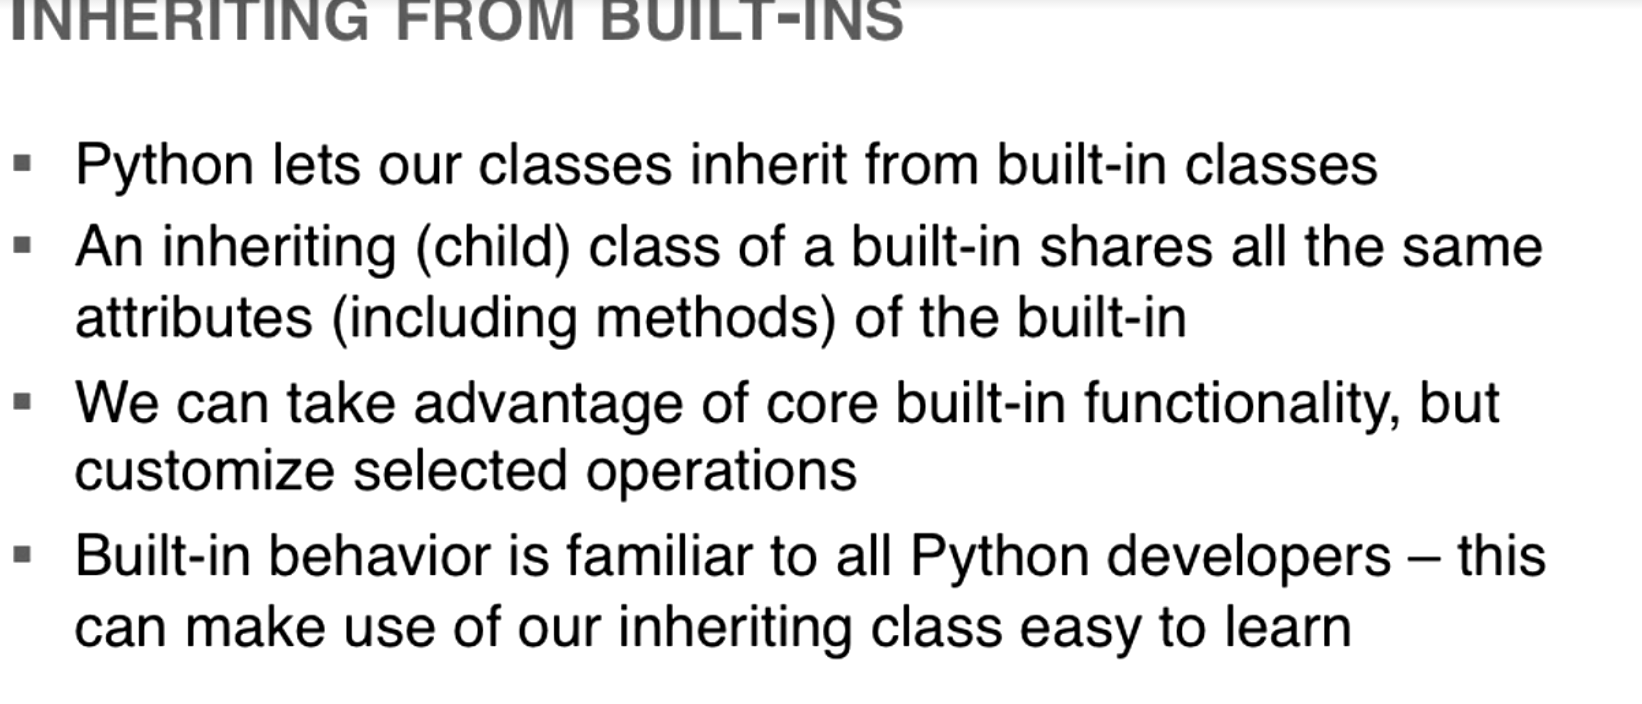 INHERITING FROM BUILT-INS
▪ Python lets our classes inherit from built-in classes
▪ An inheriting (child) class of a built-in shares all the same
attributes (including methods) of the built-in
▪ We can take advantage of core built-in functionality, but
customize selected operations
▪ Built-in behavior is familiar to all Python developers – this
can make use of our inheriting class easy to learn